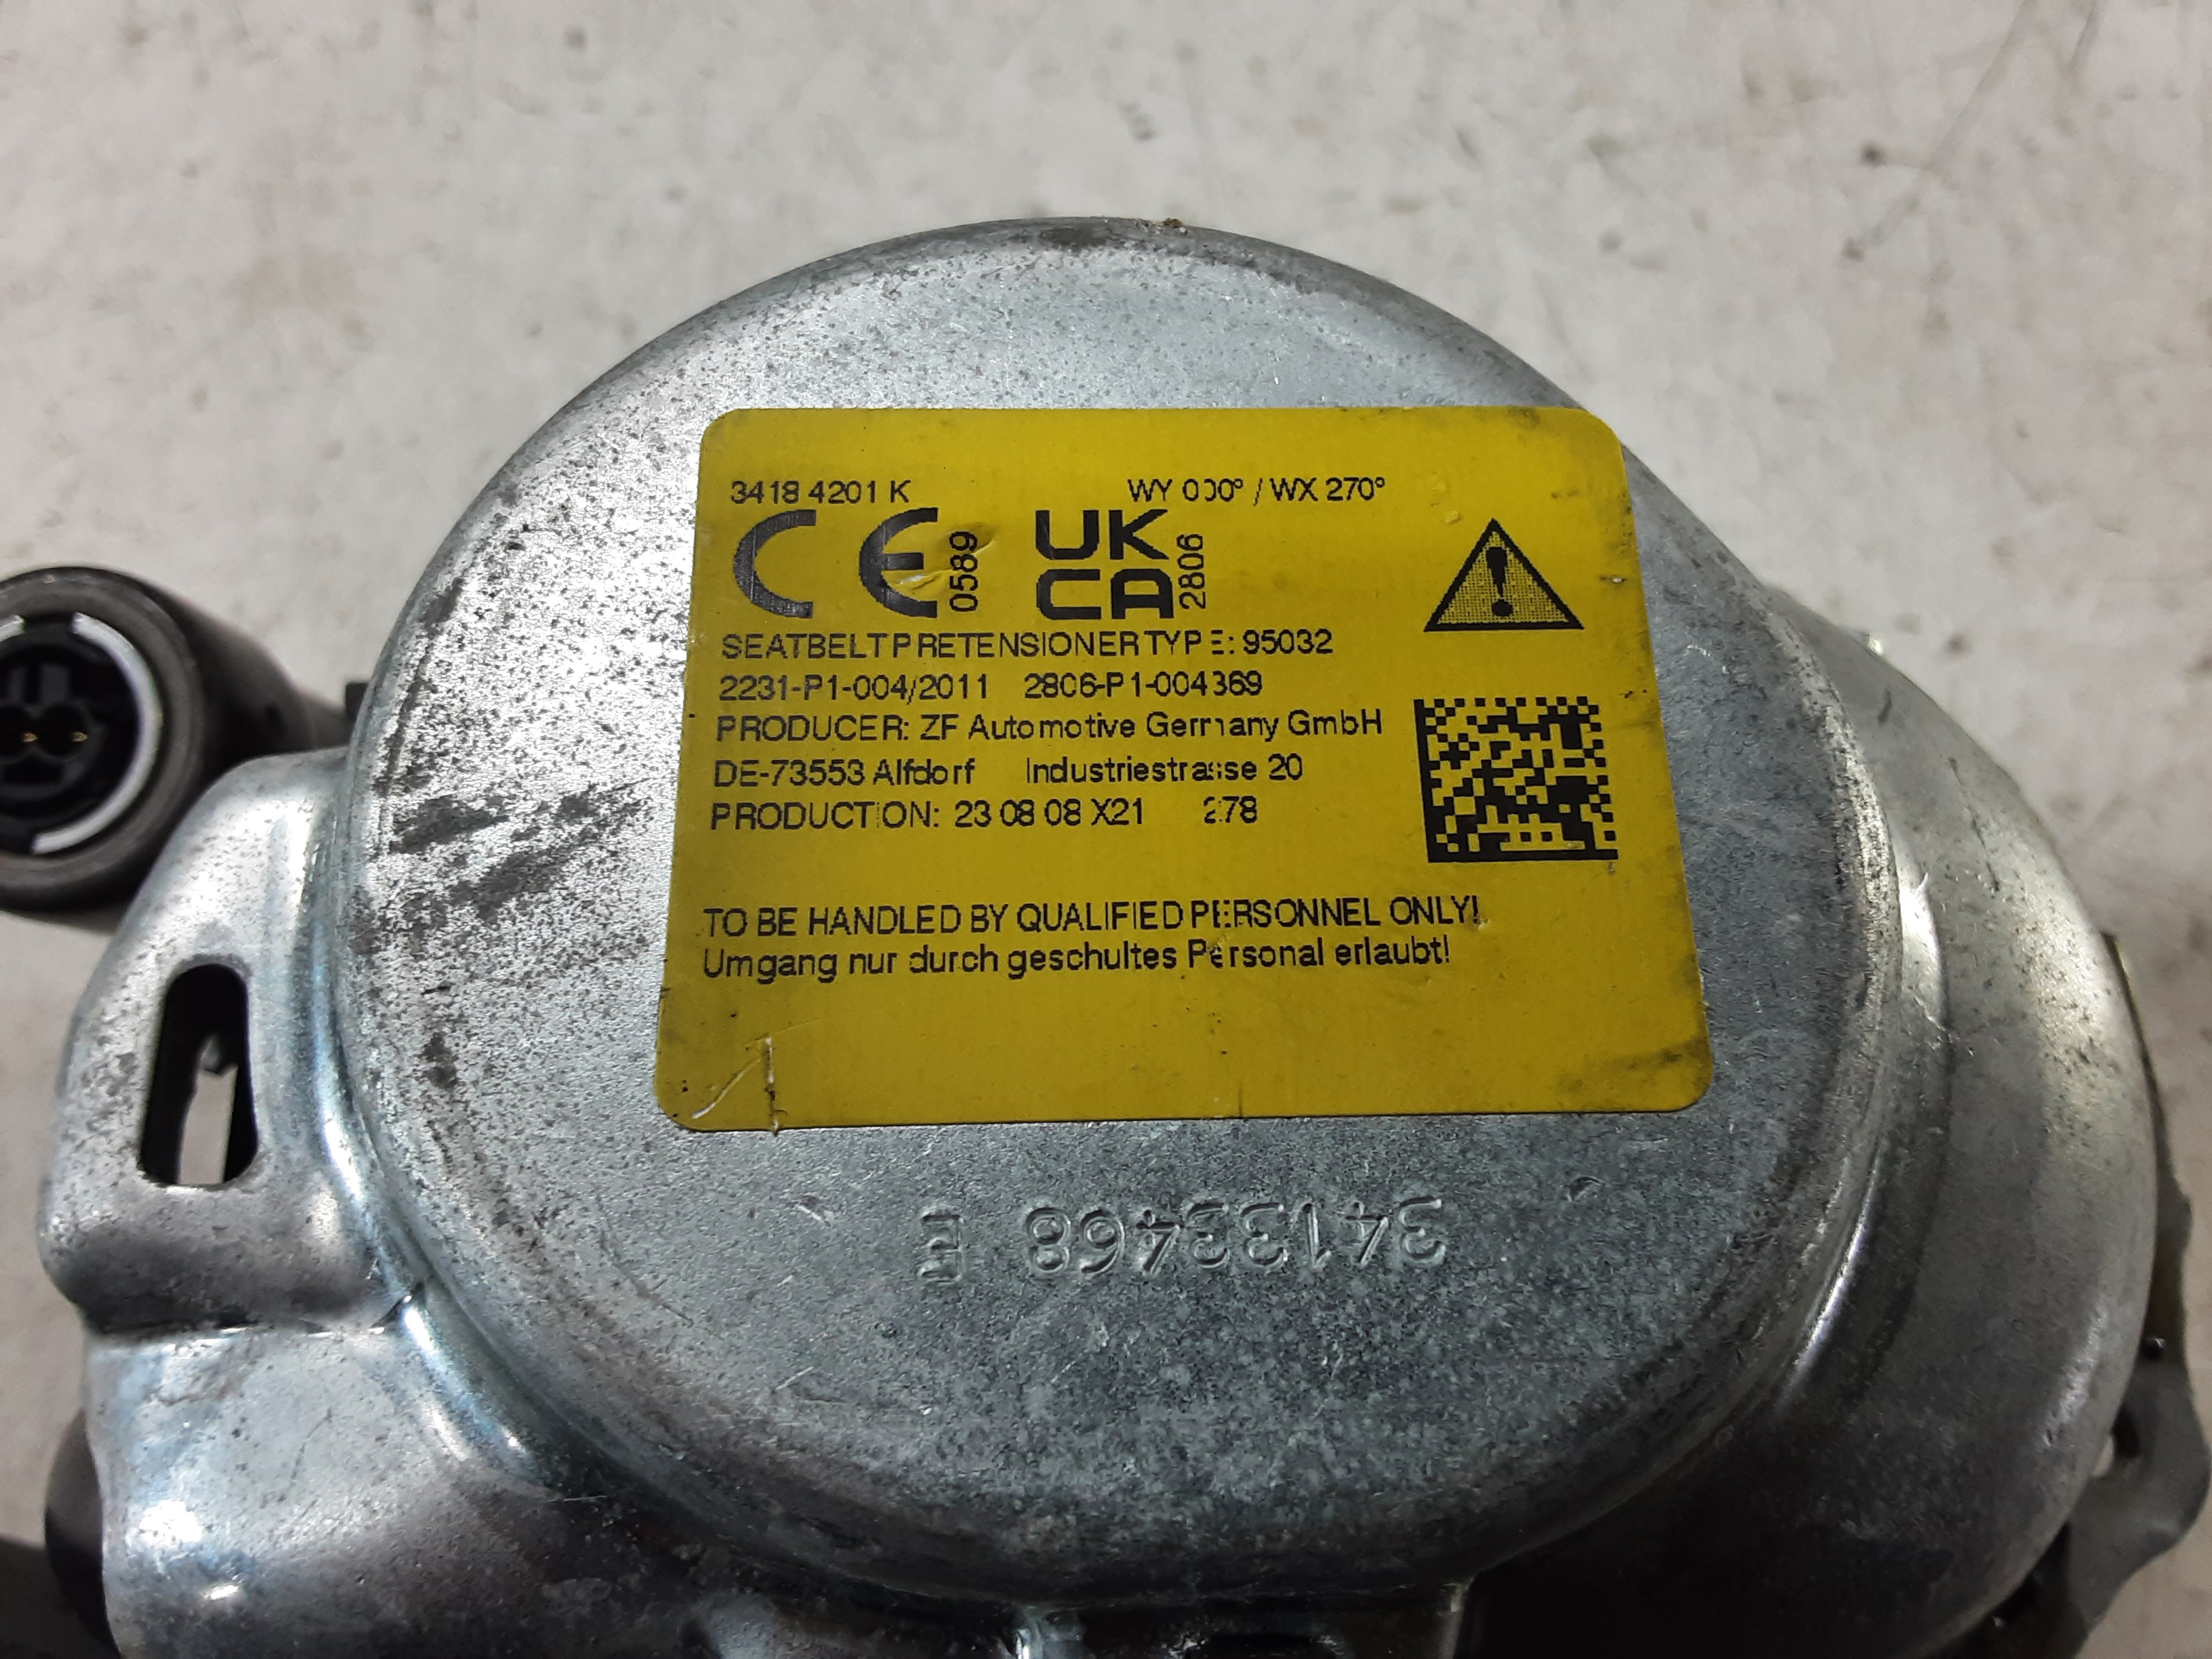 3418 4201 K WY 000° / WX 270°
CE 0589 UK CA 2806
SEATBELTPRETENSIONER TYPE: 95032
2231-P1-004/2011 2806-P1-004369
PRODUCER: ZF Automotive Germany GmbH
DE-73553 Alfdorf Industriestrasse 20
PRODUCTION: 23 08 08 X21 278
TO BE HANDLED BY QUALIFIED PERSONNEL ONLY!
Umgang nur durch geschultes Personal erlaubt!
34133468 E